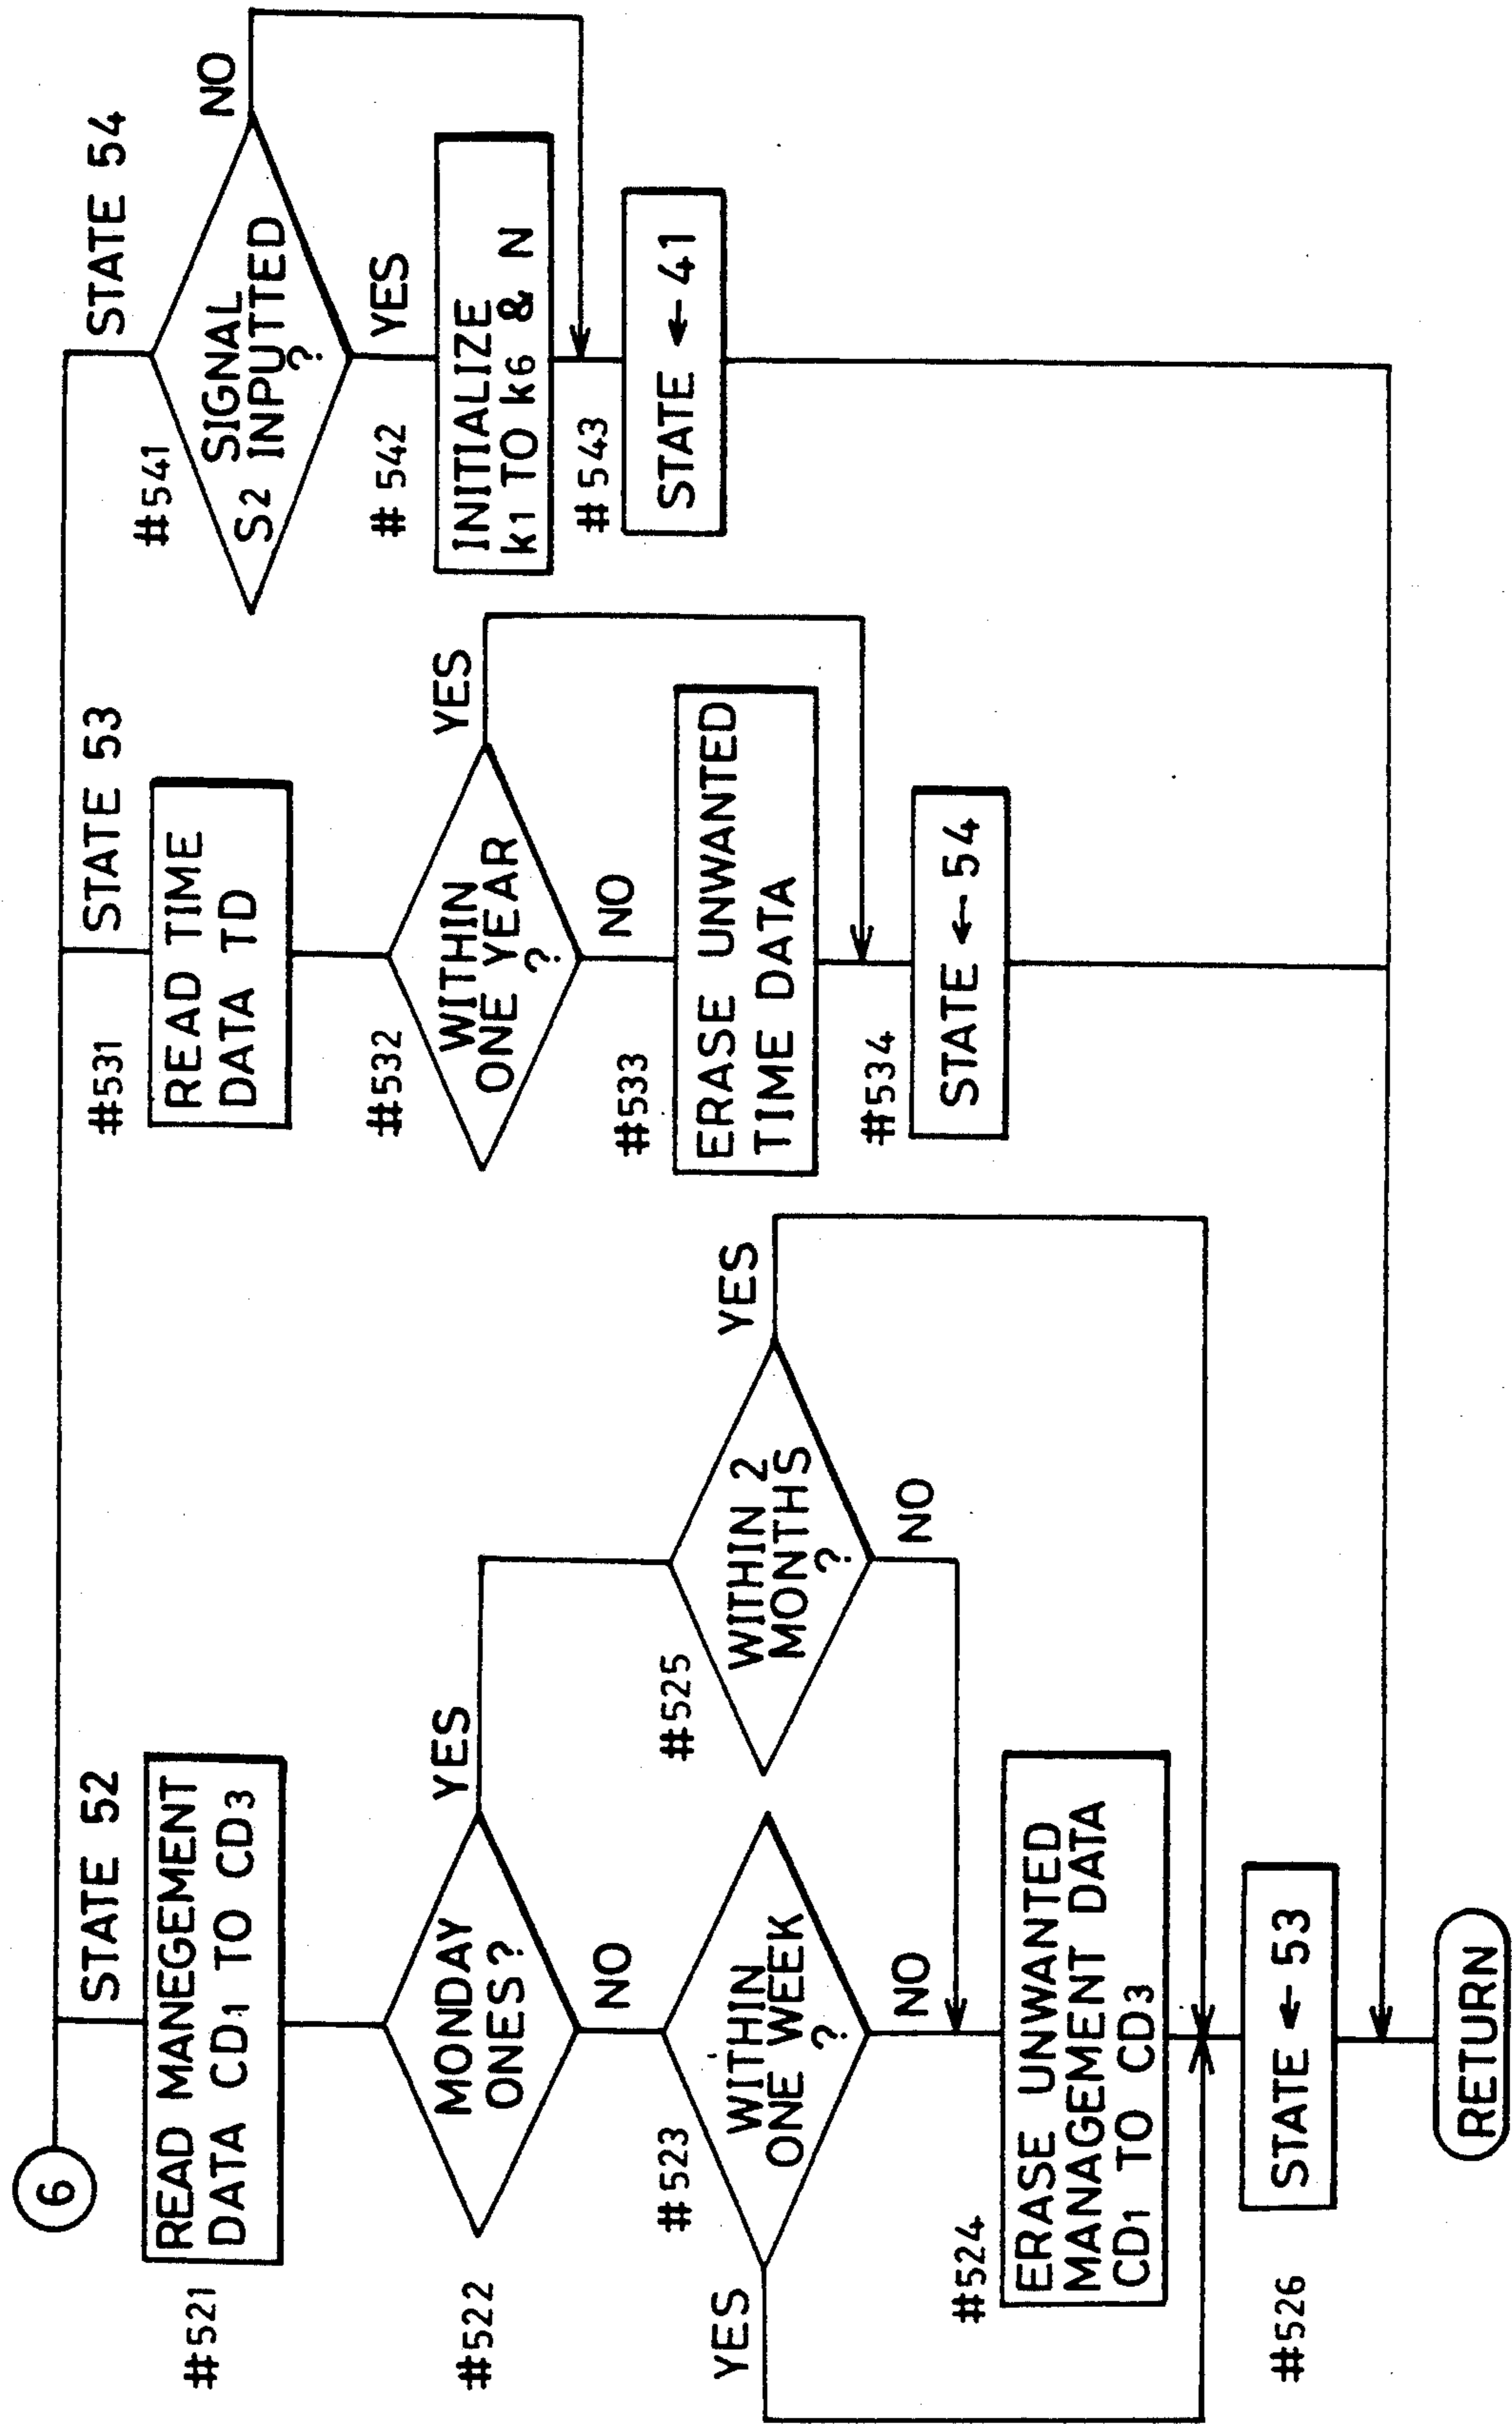 6
STATE 52
#521
READ MANEGEMENT
DATA CD1 TO CD3
#522
MONDAY
ONES?
YES
NO
#523
WITHIN
ONE WEEK
?
YES
NO
#525
WITHIN 2
MONTHS
?
YES
NO
#524
ERASE UNWANTED
MANAGEMENT DATA
CD1 TO CD3
#526
STATE ← 53
RETURN
STATE 53
#531
READ TIME
DATA TD
#532
WITHIN
ONE YEAR
?
YES
NO
#533
ERASE UNWANTED
TIME DATA
#534
STATE ← 54
STATE 54
#541
SIGNAL
S2 INPUTTED
?
NO
YES
#542
INITIALIZE
k1 TO k6 & N
#543
STATE ← 41